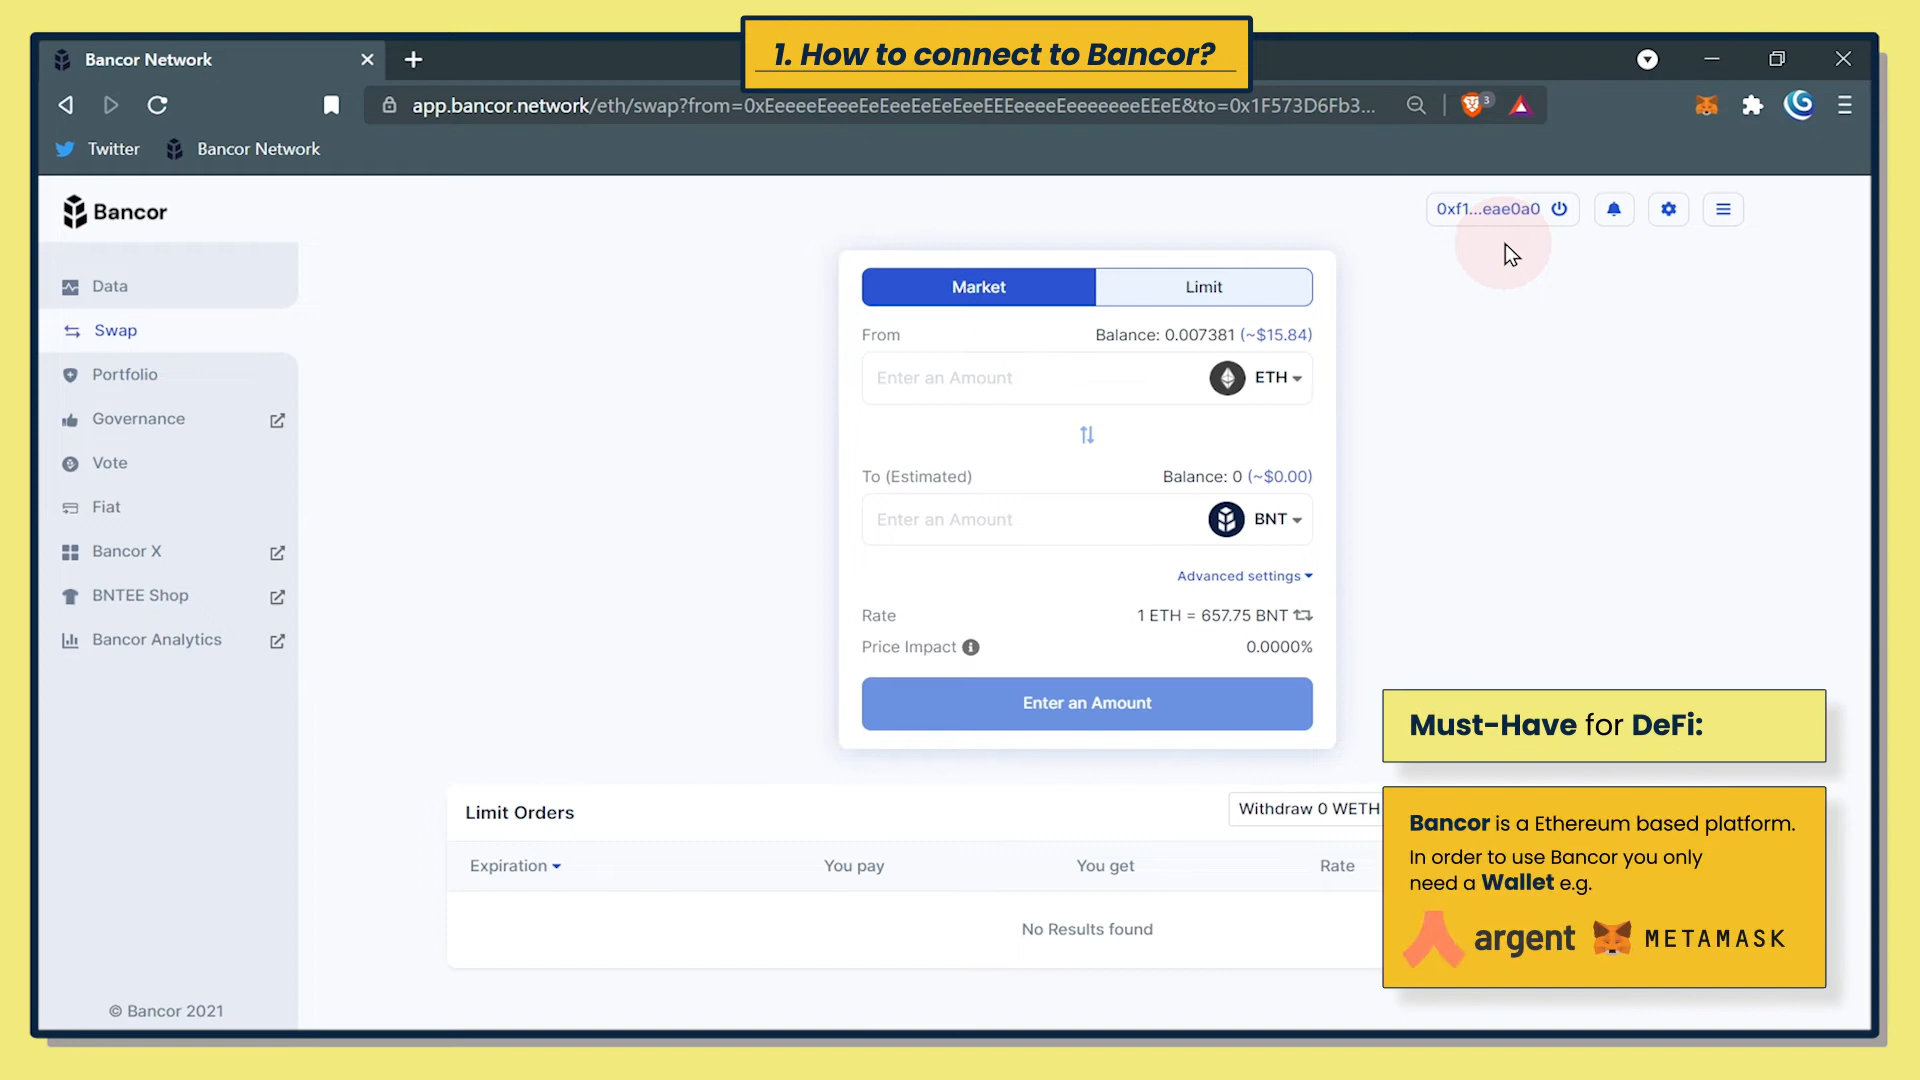 1. How to connect to Bancor?
Bancor Network
app.bancor.network/eth/swap?from=0xEeeeeEeeeEeEeeEeEeEeeEEEeeeeEeeeeeeeEEeE&to=0x1F573D6Fb3...
3
Twitter
Bancor Network
Bancor
0xf1...eae0a0
Data
Swap
Portfolio
Governance
Vote
Fiat
Bancor X
BNTEE Shop
Bancor Analytics
© Bancor 2021
Market
Limit
From
Balance: 0.007381 (~$15.84)
Enter an Amount
ETH
To (Estimated)
Balance: 0 (~$0.00)
Enter an Amount
BNT
Advanced settings
Rate
1 ETH = 657.75 BNT
Price Impact
0.0000%
Enter an Amount
Limit Orders
Withdraw 0 WETH
Expiration
You pay
You get
Rate
No Results found
Must-Have for DeFi:
Bancor is a Ethereum based platform.
In order to use Bancor you only
need a Wallet e.g.
argent
METAMASK